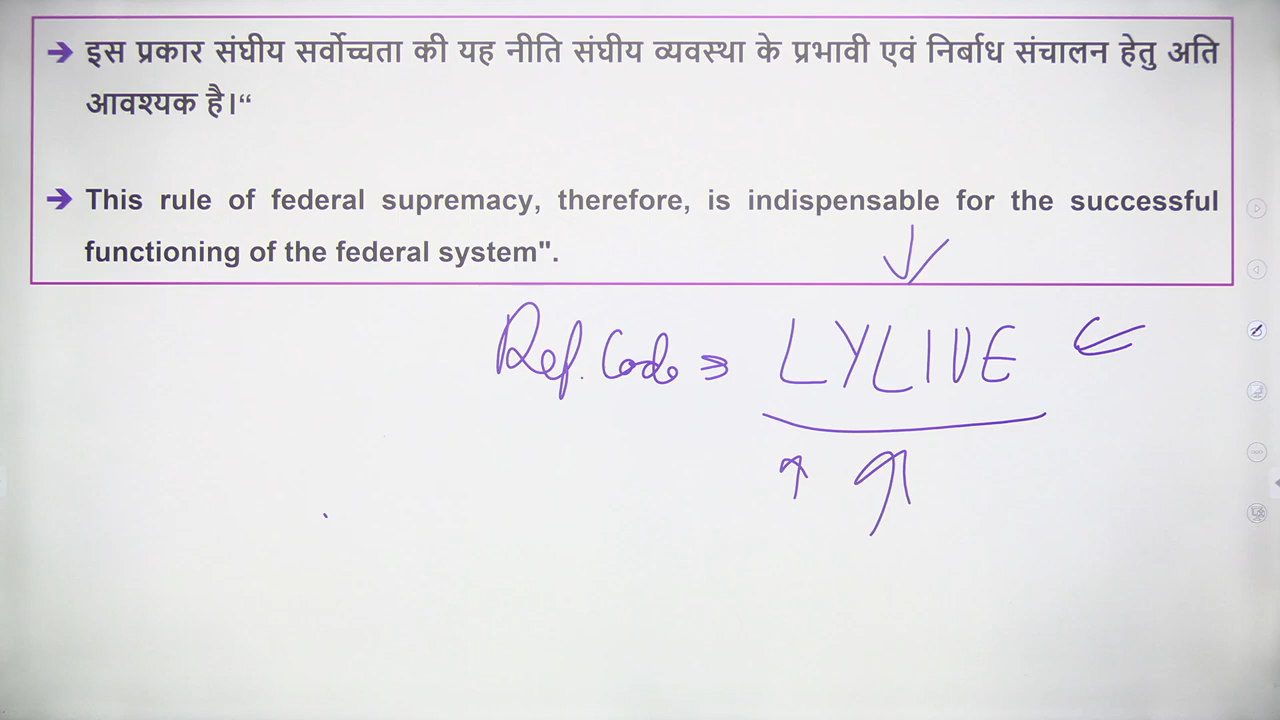 → इस प्रकार संघीय सर्वोच्चता की यह नीति संघीय व्यवस्था के प्रभावी एवं निर्बाध संचालन हेतु अति
आवश्यक है।“
→ This rule of federal supremacy, therefore, is indispensable for the successful
functioning of the federal system".
Ref. Code ⇒ LYLIVE